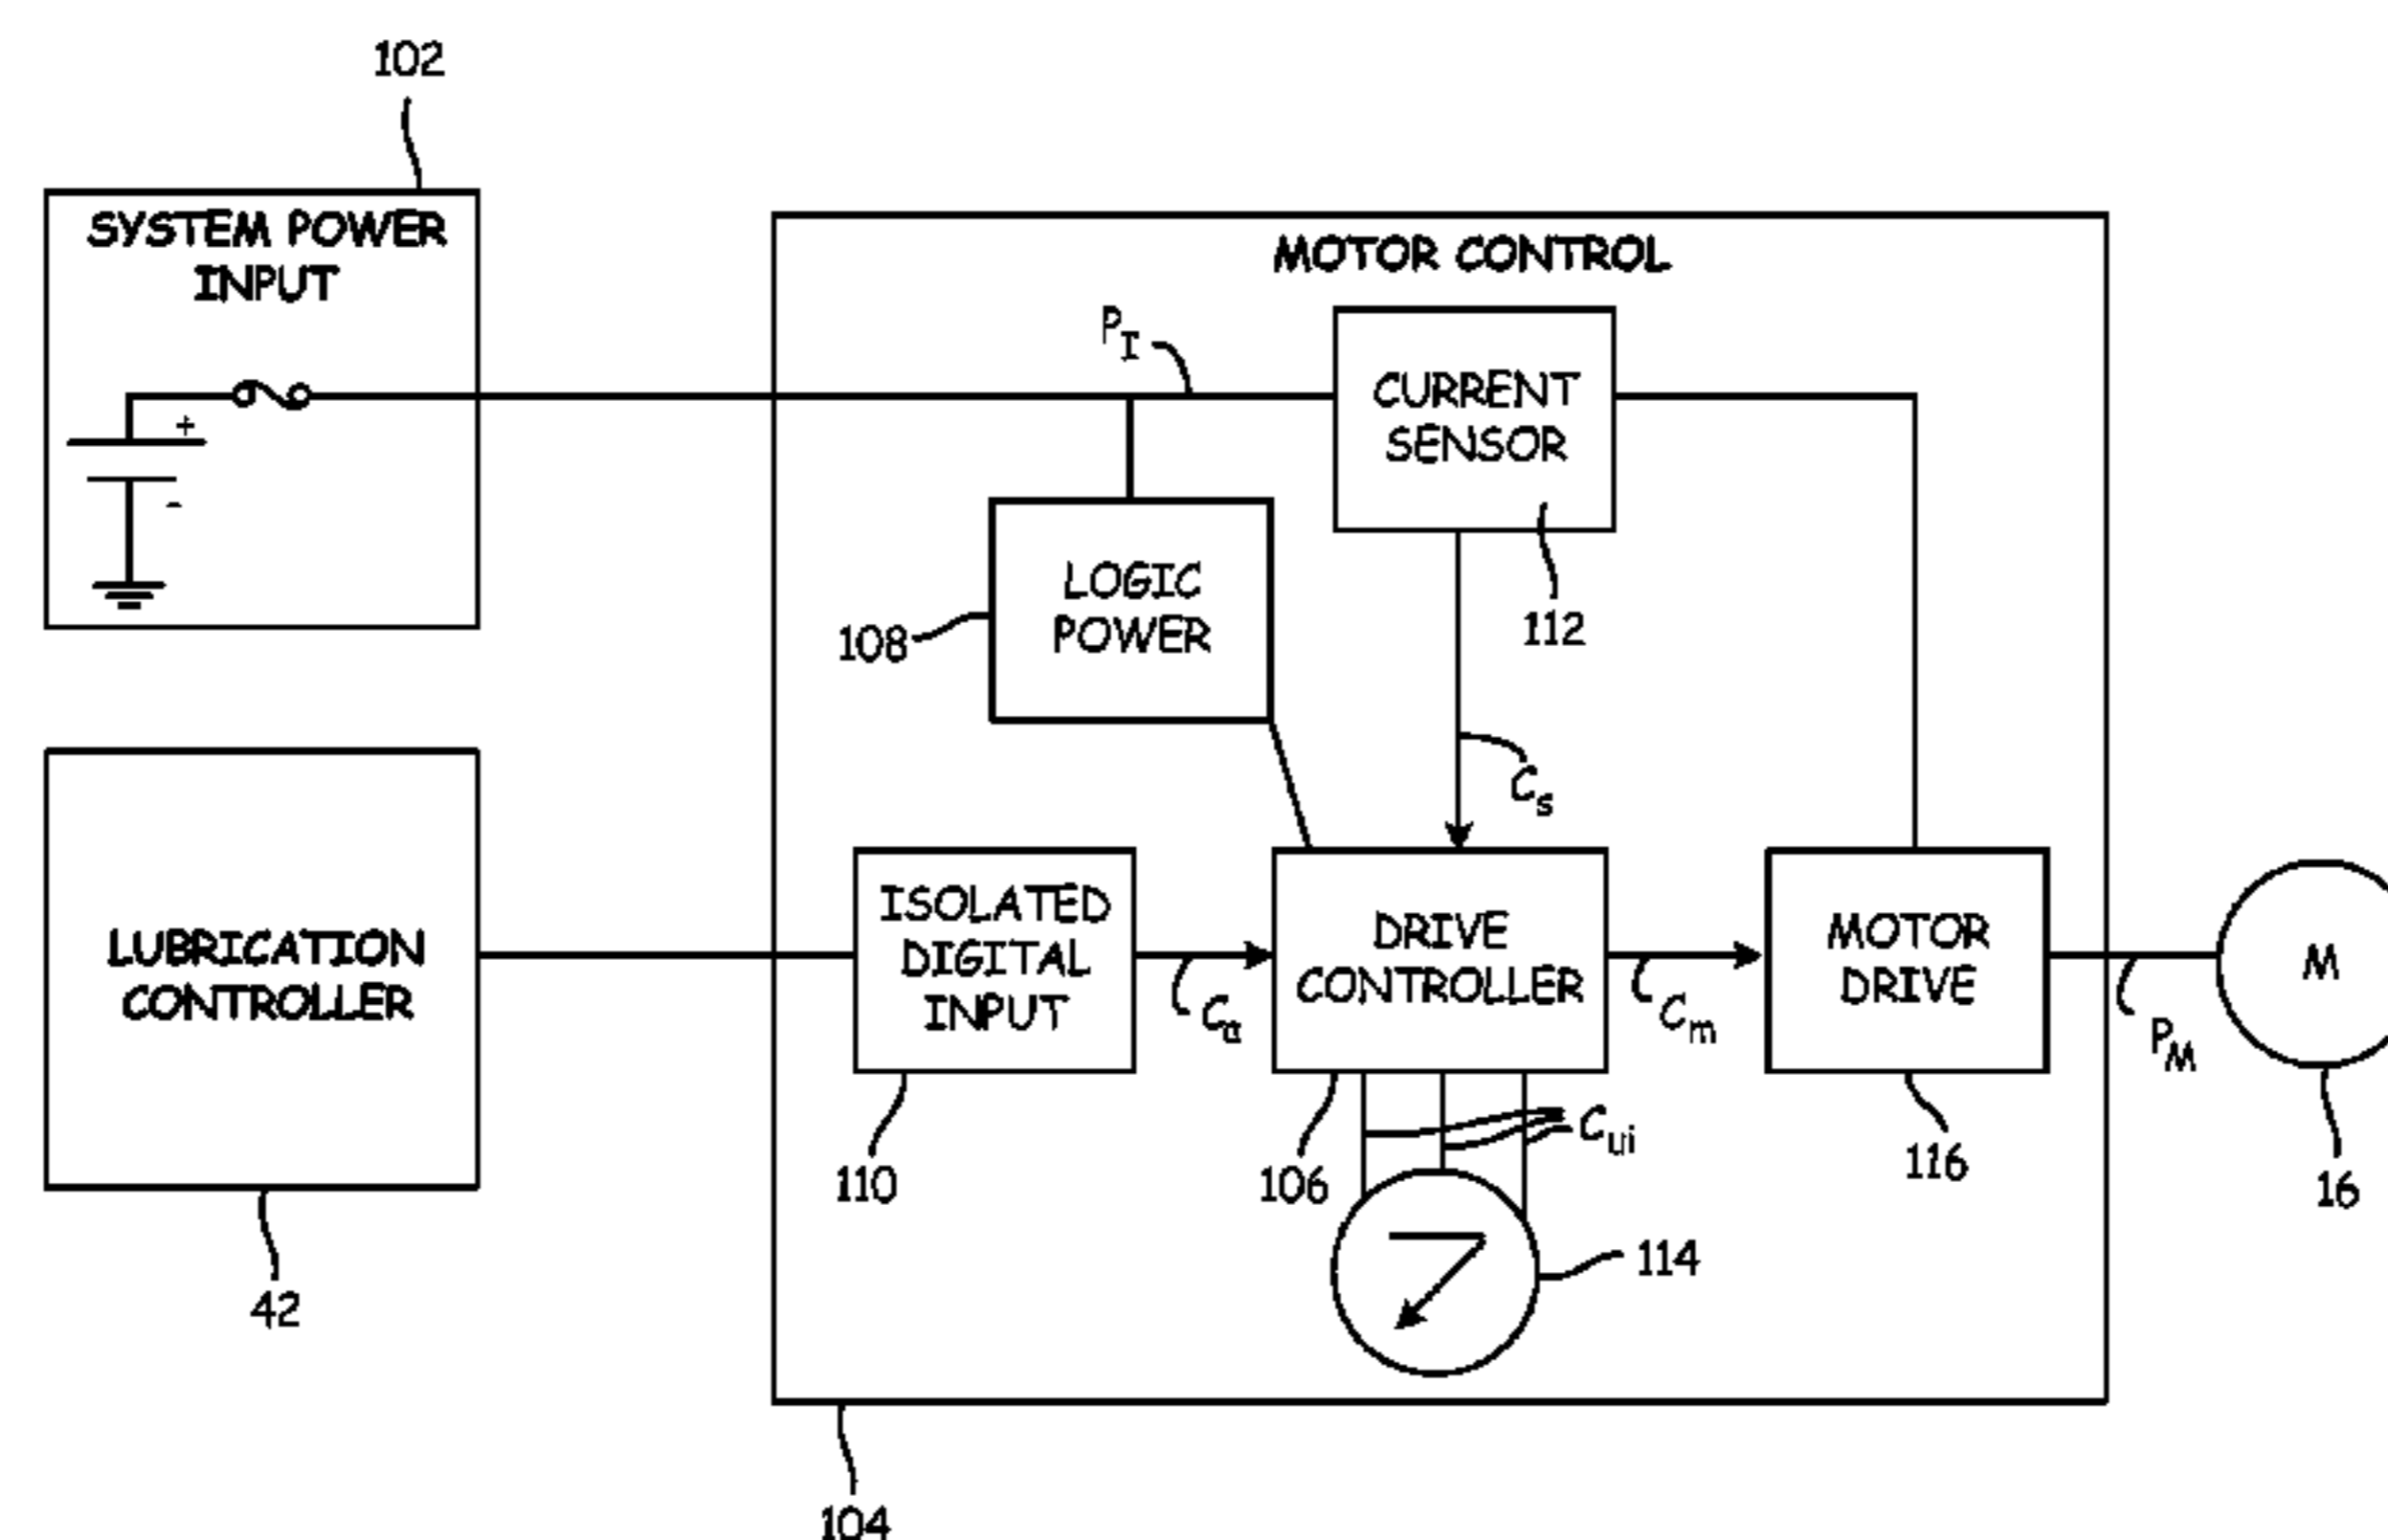 102
SYSTEM POWER
INPUT
+
-
MOTOR CONTROL
P_I
CURRENT
SENSOR
112
LOGIC
POWER
108
C_s
LUBRICATION
CONTROLLER
42
ISOLATED
DIGITAL
INPUT
110
C_α
DRIVE
CONTROLLER
106
C_m
MOTOR
DRIVE
116
P_M
M
16
C_ui
114
104